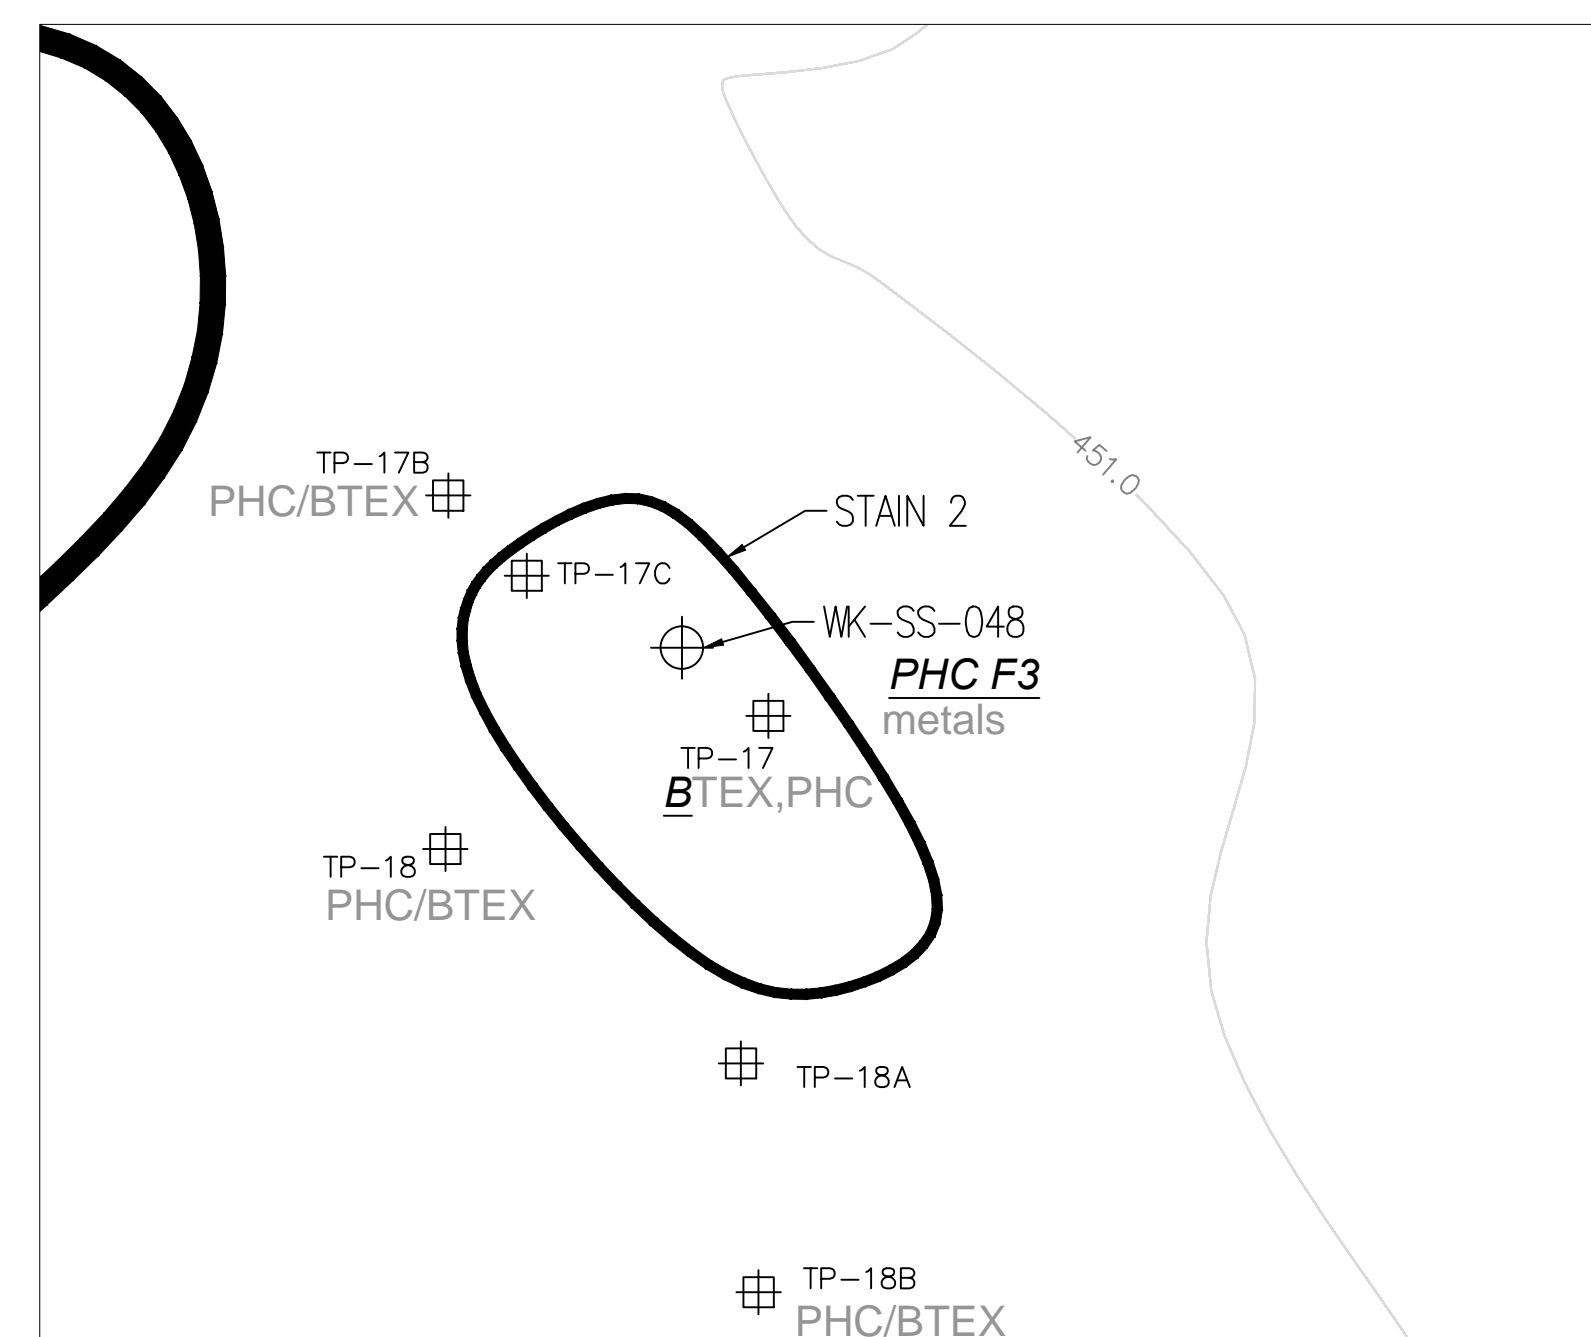 451.0
TP-17B
PHC/BTEX
STAIN 2
TP-17C
WK-SS-048
PHC F3
metals
TP-17
BTEX,PHC
TP-18
PHC/BTEX
TP-18A
TP-18B
PHC/BTEX